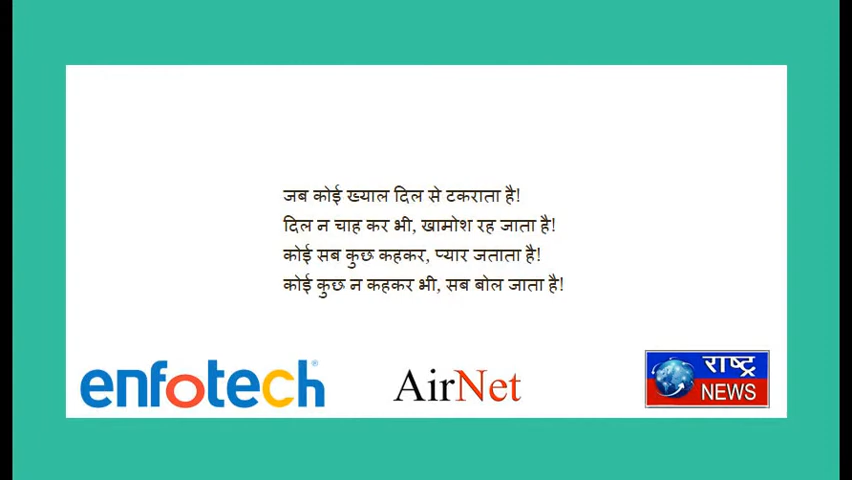 जब कोई ख्याल दिल से टकराता है!
दिल न चाह कर भी, खामोश रह जाता है!
कोई सब कुछ कहकर, प्यार जताता है!
कोई कुछ न कहकर भी, सब बोल जाता है!
enfotech®
AirNet
राष्ट्र
NEWS